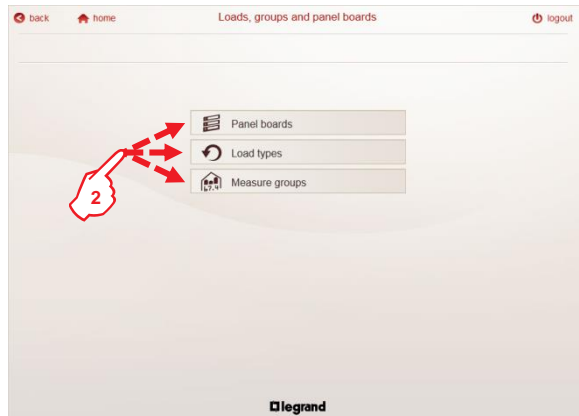 back home Loads, groups and panel boards logout
Panel boards
Load types
Measure groups
2
legrand